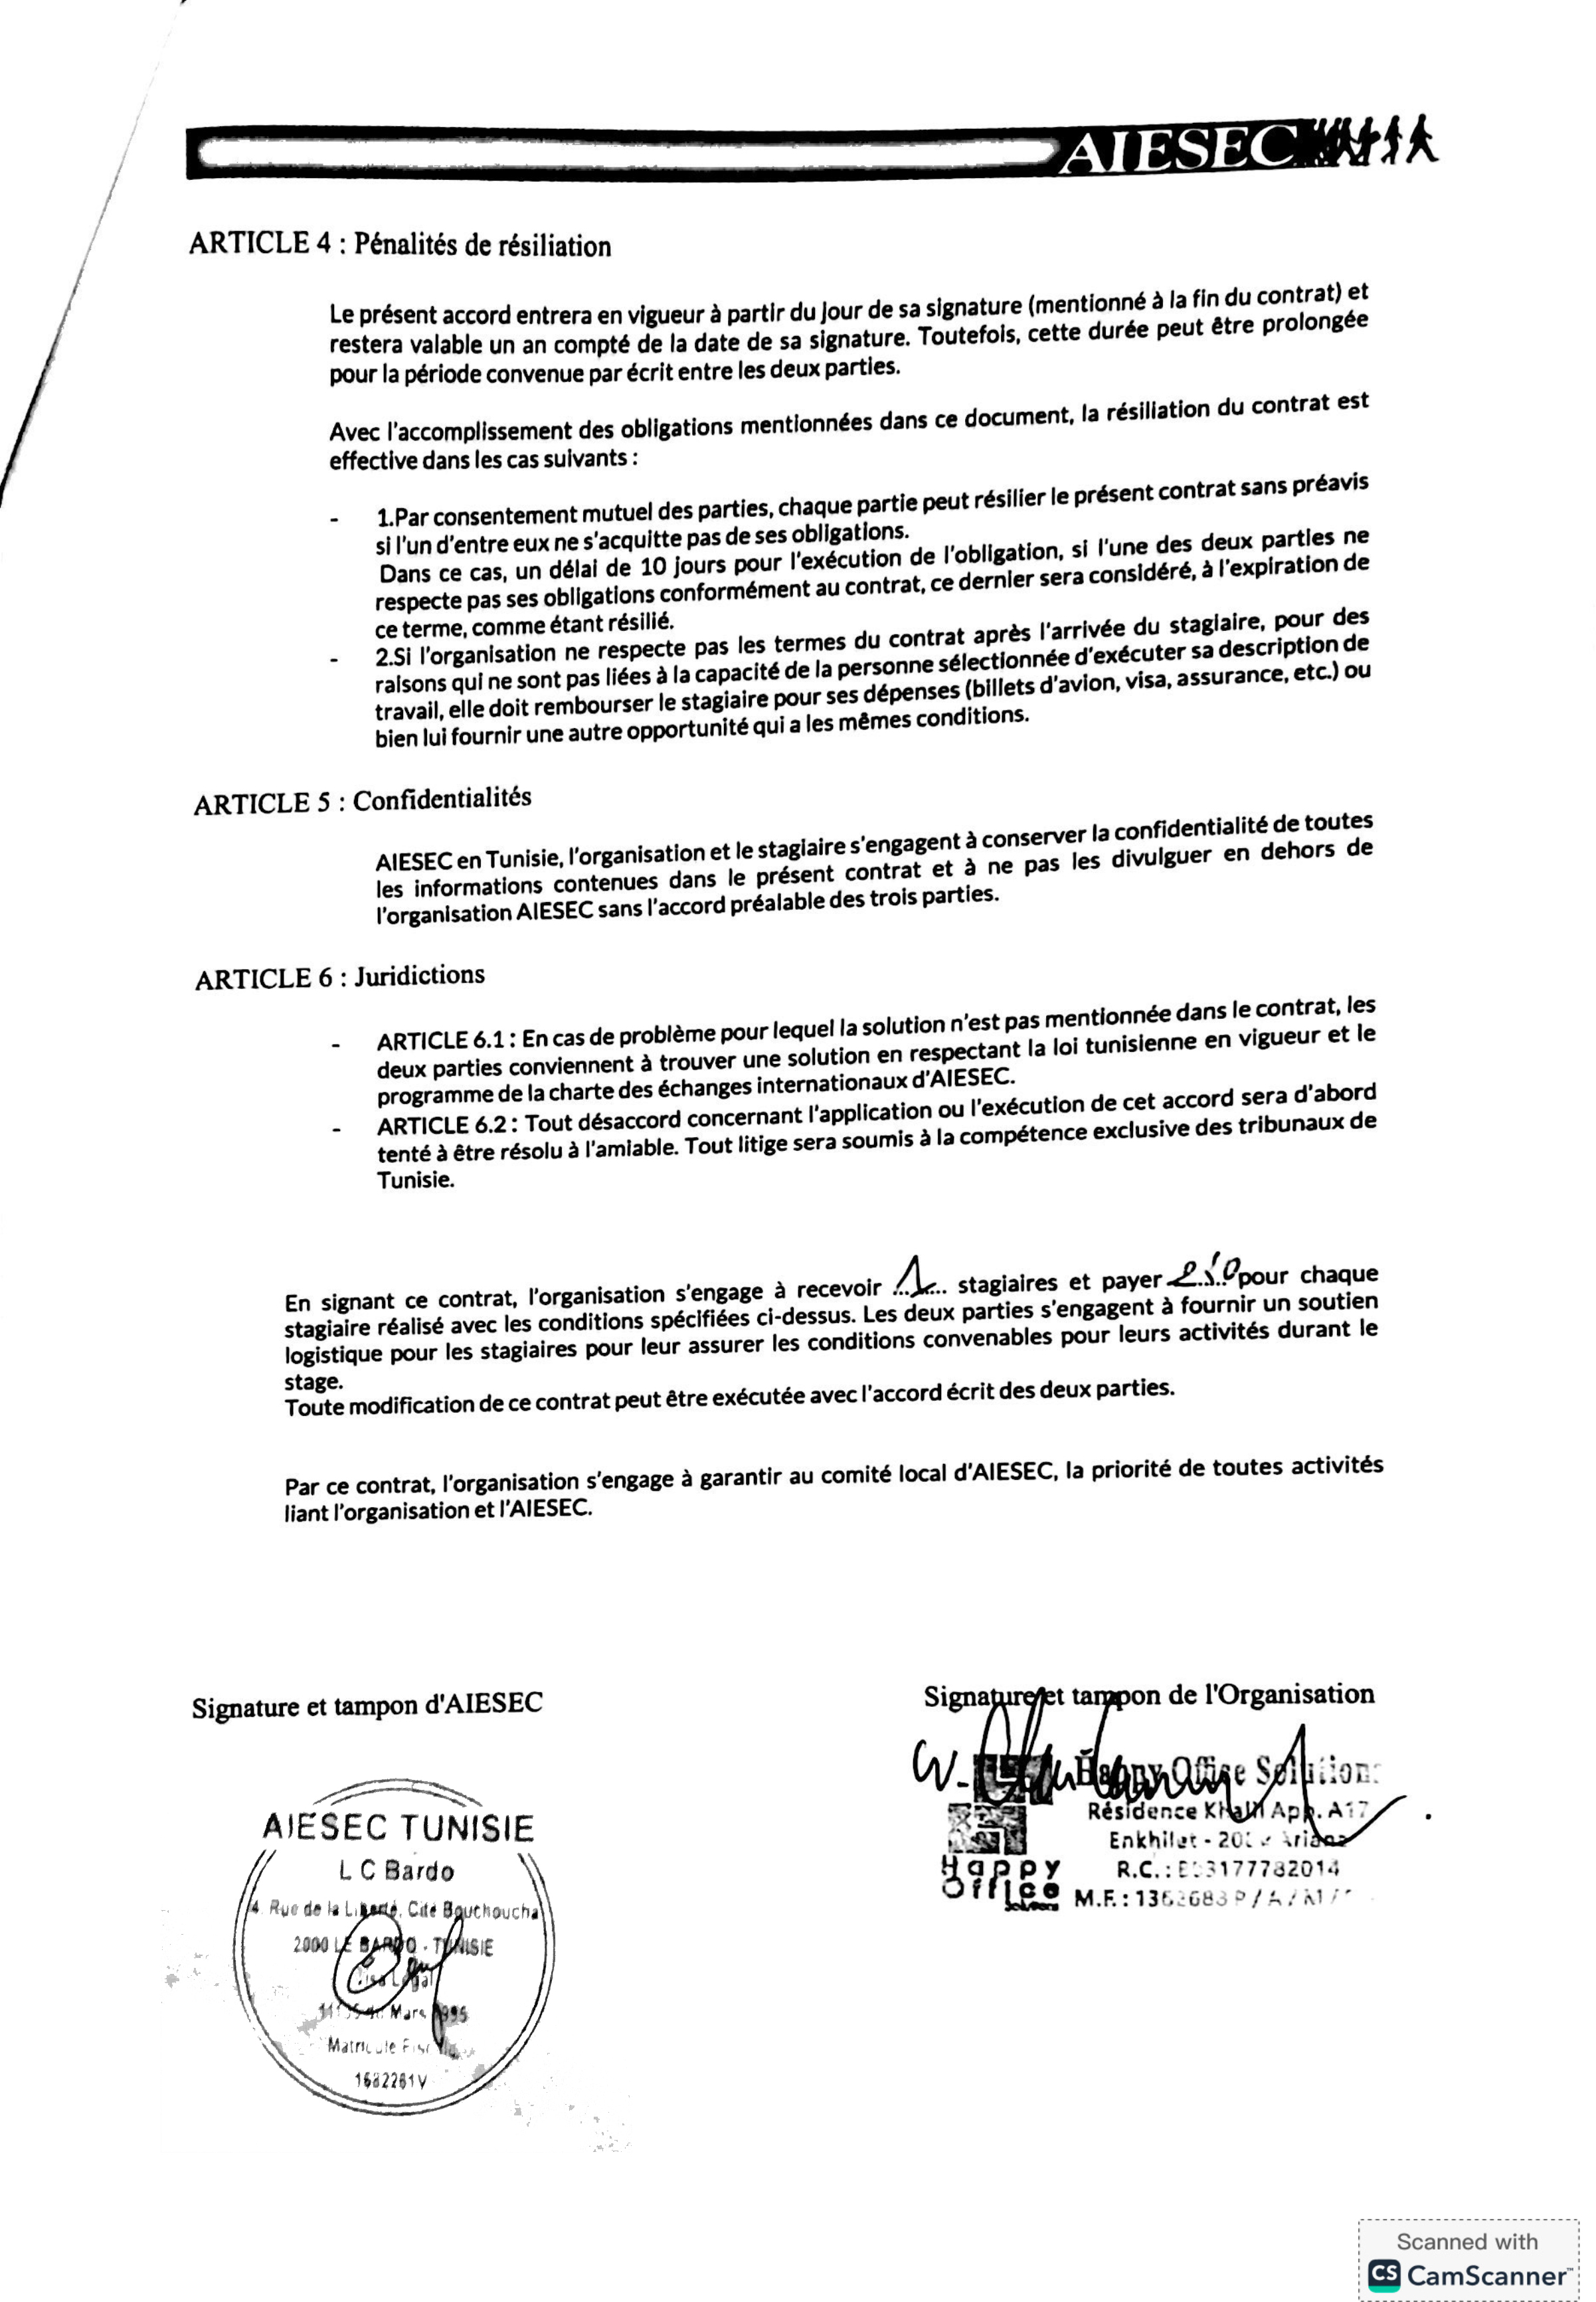 AIESEC
ARTICLE 4 : Pénalités de résiliation
Le présent accord entrera en vigueur à partir du jour de sa signature (mentionné à la fin du contrat) et
restera valable un an compté de la date de sa signature. Toutefois, cette durée peut être prolongée
pour la période convenue par écrit entre les deux parties.
Avec l'accomplissement des obligations mentionnées dans ce document, la résiliation du contrat est
effective dans les cas suivants :
- 1.Par consentement mutuel des parties, chaque partie peut résilier le présent contrat sans préavis
si l'un d'entre eux ne s'acquitte pas de ses obligations.
Dans ce cas, un délai de 10 jours pour l'exécution de l'obligation, si l'une des deux parties ne
respecte pas ses obligations conformément au contrat, ce dernier sera considéré, à l'expiration de
ce terme, comme étant résilié.
- 2.Si l'organisation ne respecte pas les termes du contrat après l'arrivée du stagiaire, pour des
raisons qui ne sont pas liées à la capacité de la personne sélectionnée d'exécuter sa description de
travail, elle doit rembourser le stagiaire pour ses dépenses (billets d'avion, visa, assurance, etc.) ou
bien lui fournir une autre opportunité qui a les mêmes conditions.
ARTICLE 5 : Confidentialités
AIESEC en Tunisie, l'organisation et le stagiaire s'engagent à conserver la confidentialité de toutes
les informations contenues dans le présent contrat et à ne pas les divulguer en dehors de
l'organisation AIESEC sans l'accord préalable des trois parties.
ARTICLE 6 : Juridictions
- ARTICLE 6.1 : En cas de problème pour lequel la solution n'est pas mentionnée dans le contrat, les
deux parties conviennent à trouver une solution en respectant la loi tunisienne en vigueur et le
programme de la charte des échanges internationaux d'AIESEC.
- ARTICLE 6.2 : Tout désaccord concernant l'application ou l'exécution de cet accord sera d'abord
tenté à être résolu à l'amiable. Tout litige sera soumis à la compétence exclusive des tribunaux de
Tunisie.
En signant ce contrat, l'organisation s'engage à recevoir 1 stagiaires et payer 250 pour chaque
stagiaire réalisé avec les conditions spécifiées ci-dessus. Les deux parties s'engagent à fournir un soutien
logistique pour les stagiaires pour leur assurer les conditions convenables pour leurs activités durant le
stage.
Toute modification de ce contrat peut être exécutée avec l'accord écrit des deux parties.
Par ce contrat, l'organisation s'engage à garantir au comité local d'AIESEC, la priorité de toutes activités
liant l'organisation et l'AIESEC.
Signature et tampon d'AIESEC
Signature et tampon de l'Organisation
Happy Office Solutions
Résidence Khalil App. A17
Enkhilet - Ariana
R.C. :
M.F. :
Happy
Office
Solutions
AIESEC TUNISIE
L C Bardo
4, Rue de la Liberté, Cité Bouchoucha
2000 LE BARDO - TUNISIE
Visa Légal
Mars 1995
Matricule Fiscale
1682261V
Scanned with
CS CamScanner